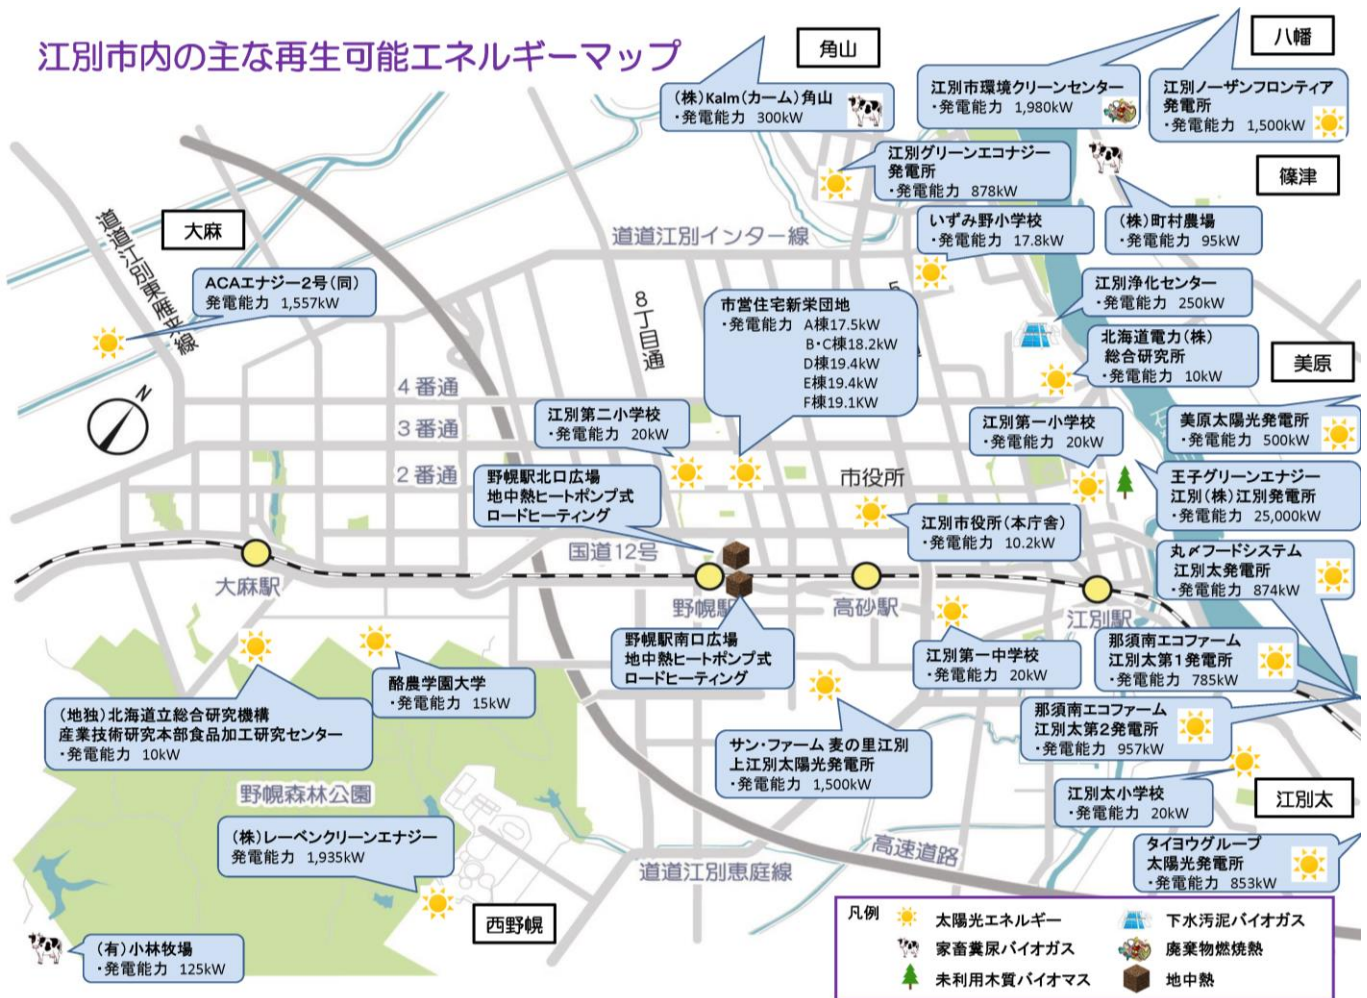 江別市内の主な再生可能エネルギーマップ
角山
八幡
(株)Kalm(カーム)角山
・発電能力 300kW
江別市環境クリーンセンター
・発電能力 1,980kW
江別ノーザンフロンティア
発電所
・発電能力 1,500kW
江別グリーンエコナジー
発電所
・発電能力 878kW
篠津
大麻
道道江別東雁来線
道道江別インター線
いずみ野小学校
・発電能力 17.8kW
(株)町村農場
・発電能力 95kW
ACAエナジー2号(同)
発電能力 1,557kW
8丁目通
市営住宅新栄団地
・発電能力 A棟17.5kW
B・C棟18.2kW
D棟19.4kW
E棟19.4kW
F棟19.1KW
江別浄化センター
・発電能力 250kW
北海道電力(株)
総合研究所
・発電能力 10kW
美原
N
4番通
3番通
2番通
江別第二小学校
・発電能力 20kW
江別第一小学校
・発電能力 20kW
美原太陽光発電所
・発電能力 500kW
野幌駅北口広場
地中熱ヒートポンプ式
ロードヒーティング
市役所
王子グリーンエナジー
江別(株)江別発電所
・発電能力 25,000kW
江別市役所(本庁舎)
・発電能力 10.2kW
国道12号
丸〆フードシステム
江別太発電所
・発電能力 874kW
大麻駅
野幌駅
高砂駅
江別駅
野幌駅南口広場
地中熱ヒートポンプ式
ロードヒーティング
江別第一中学校
・発電能力 20kW
那須南エコファーム
江別太第1発電所
・発電能力 785kW
酪農学園大学
・発電能力 15kW
(地独)北海道立総合研究機構
産業技術研究本部食品加工研究センター
・発電能力 10kW
那須南エコファーム
江別太第2発電所
・発電能力 957kW
サン・ファーム 麦の里江別
上江別太陽光発電所
・発電能力 1,500kW
野幌森林公園
江別太小学校
・発電能力 20kW
江別太
(株)レーベンクリーンエナジー
発電能力 1,935kW
高速道路
道道江別恵庭線
タイヨウグループ
太陽光発電所
・発電能力 853kW
西野幌
(有)小林牧場
・発電能力 125kW
凡例
太陽光エネルギー
下水汚泥バイオガス
家畜糞尿バイオガス
廃棄物燃焼熱
未利用木質バイオマス
地中熱